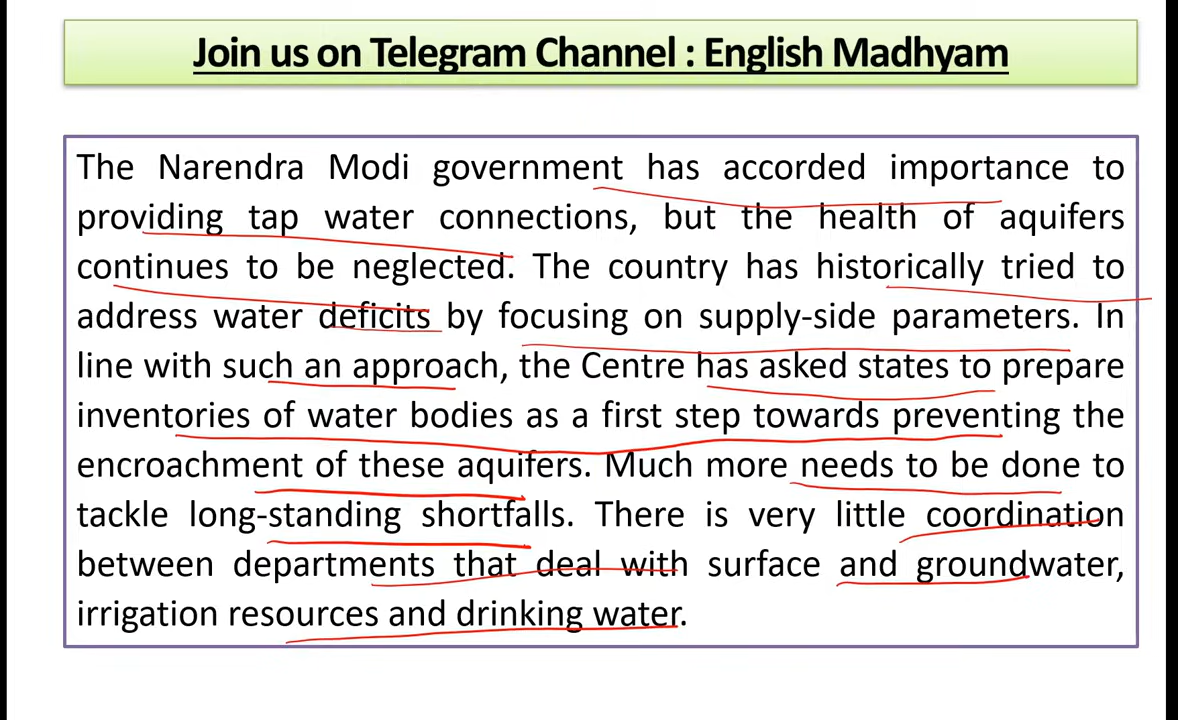 Join us on Telegram Channel : English Madhyam
The Narendra Modi government has accorded importance to
providing tap water connections, but the health of aquifers
continues to be neglected. The country has historically tried to
address water deficits by focusing on supply-side parameters. In
line with such an approach, the Centre has asked states to prepare
inventories of water bodies as a first step towards preventing the
encroachment of these aquifers. Much more needs to be done to
tackle long-standing shortfalls. There is very little coordination
between departments that deal with surface and groundwater,
irrigation resources and drinking water.